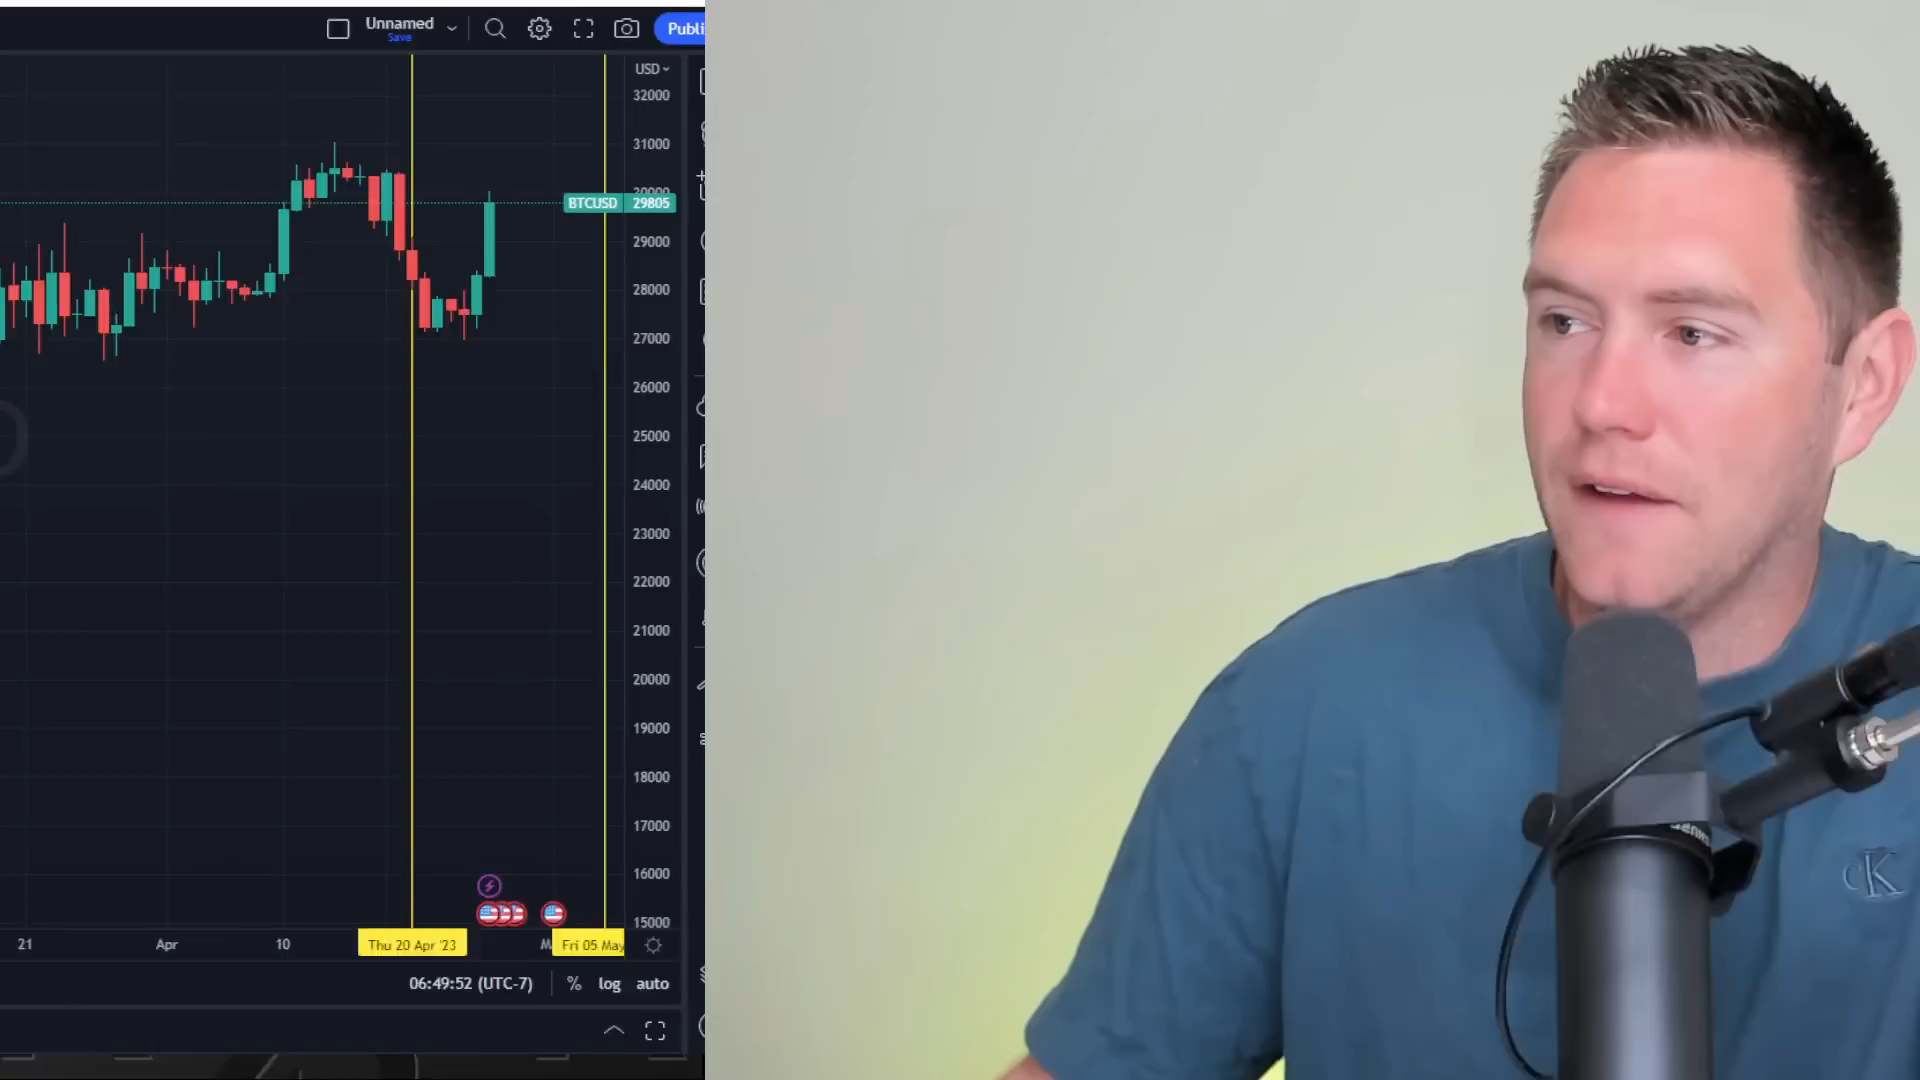 Unnamed
Save
Publi
USD
32000
31000
30000
BTCUSD 29805
29000
28000
27000
26000
25000
24000
23000
22000
21000
20000
19000
18000
17000
16000
15000
21 Apr 10 Thu 20 Apr '23 M Fri 05 May
06:49:52 (UTC-7) % log auto
CK